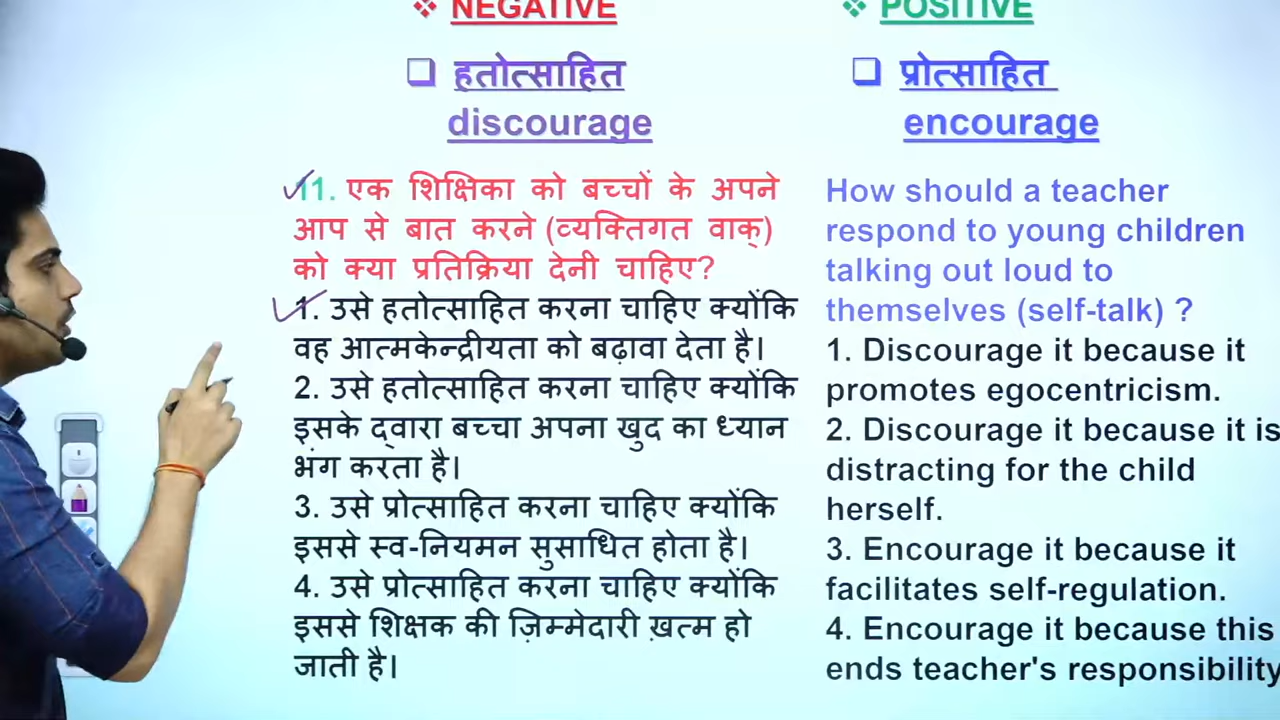 ❖ NEGATIVE
❑ हतोत्साहित
discourage
11. एक शिक्षिका को बच्चों के अपने
आप से बात करने (व्यक्तिगत वाक्)
को क्या प्रतिक्रिया देनी चाहिए?
1. उसे हतोत्साहित करना चाहिए क्योंकि
वह आत्मकेन्द्रीयता को बढ़ावा देता है।
2. उसे हतोत्साहित करना चाहिए क्योंकि
इसके द्वारा बच्चा अपना खुद का ध्यान
भंग करता है।
3. उसे प्रोत्साहित करना चाहिए क्योंकि
इससे स्व-नियमन सुसाधित होता है।
4. उसे प्रोत्साहित करना चाहिए क्योंकि
इससे शिक्षक की ज़िम्मेदारी ख़त्म हो
जाती है।
❖ POSITIVE
❑ प्रोत्साहित
encourage
How should a teacher
respond to young children
talking out loud to
themselves (self-talk) ?
1. Discourage it because it
promotes egocentricism.
2. Discourage it because it is
distracting for the child
herself.
3. Encourage it because it
facilitates self-regulation.
4. Encourage it because this
ends teacher's responsibility